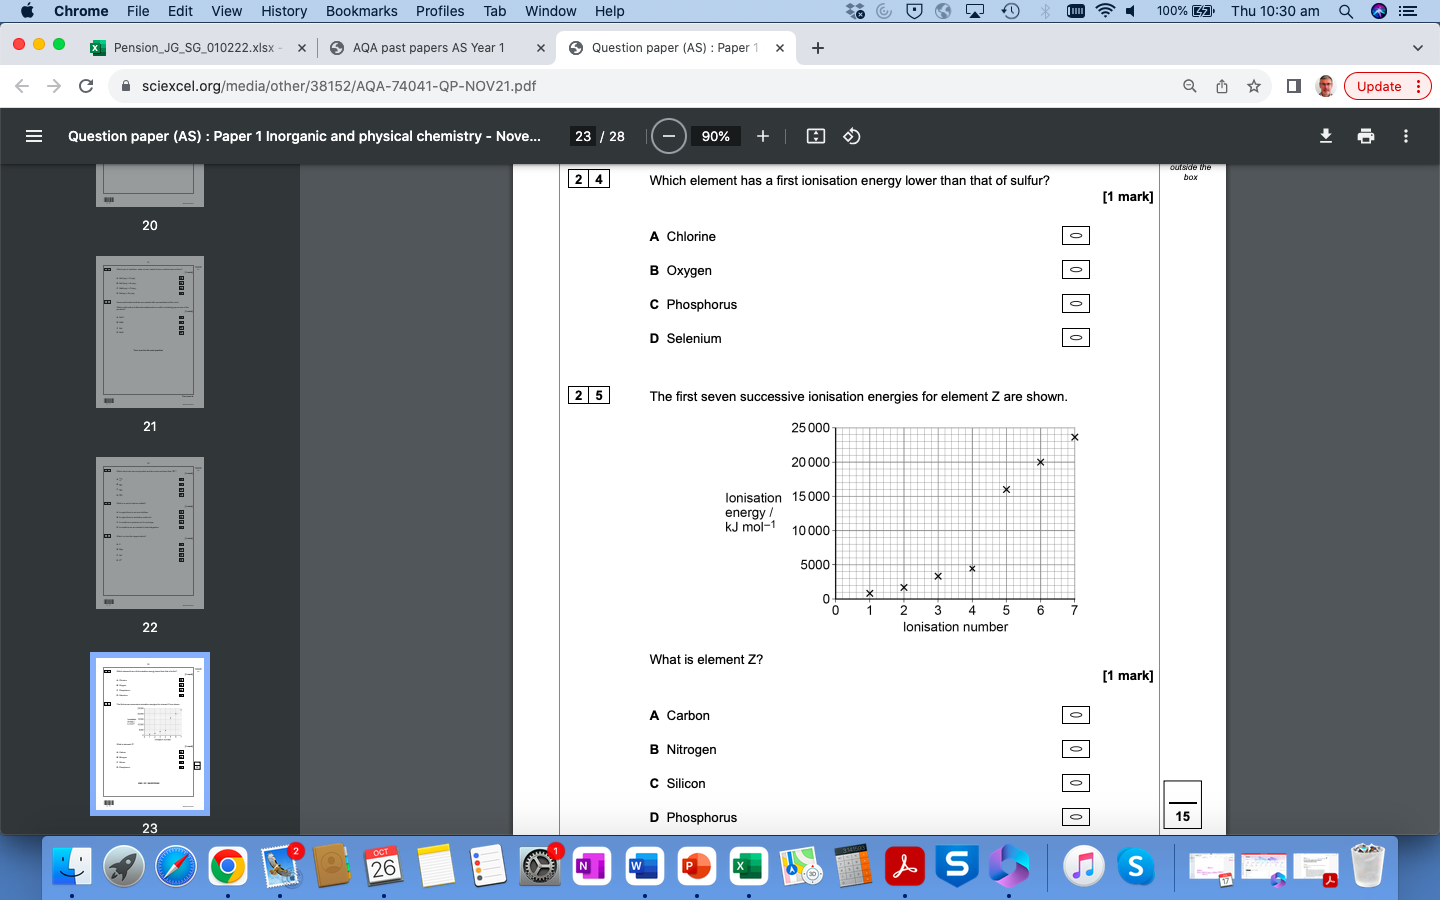 Chrome File Edit View History Bookmarks Profiles Tab Window Help 100% Thu 10:30 am
Pension_JG_SG_010222.xlsx - AQA past papers AS Year 1 Question paper (AS) : Paper 1
sciexcel.org/media/other/38152/AQA-74041-QP-NOV21.pdf Update
Question paper (AS) : Paper 1 Inorganic and physical chemistry - Nove... 23 / 28 90%
20
21
22
23
outside the
box
2 4 Which element has a first ionisation energy lower than that of sulfur?
[1 mark]
A Chlorine
B Oxygen
C Phosphorus
D Selenium
2 5 The first seven successive ionisation energies for element Z are shown.
25 000
20 000
15 000
10 000
5000
0
Ionisation
energy /
kJ mol⁻¹
0 1 2 3 4 5 6 7
Ionisation number
What is element Z?
[1 mark]
A Carbon
B Nitrogen
C Silicon
D Phosphorus
15
2
OCT
26
1
17